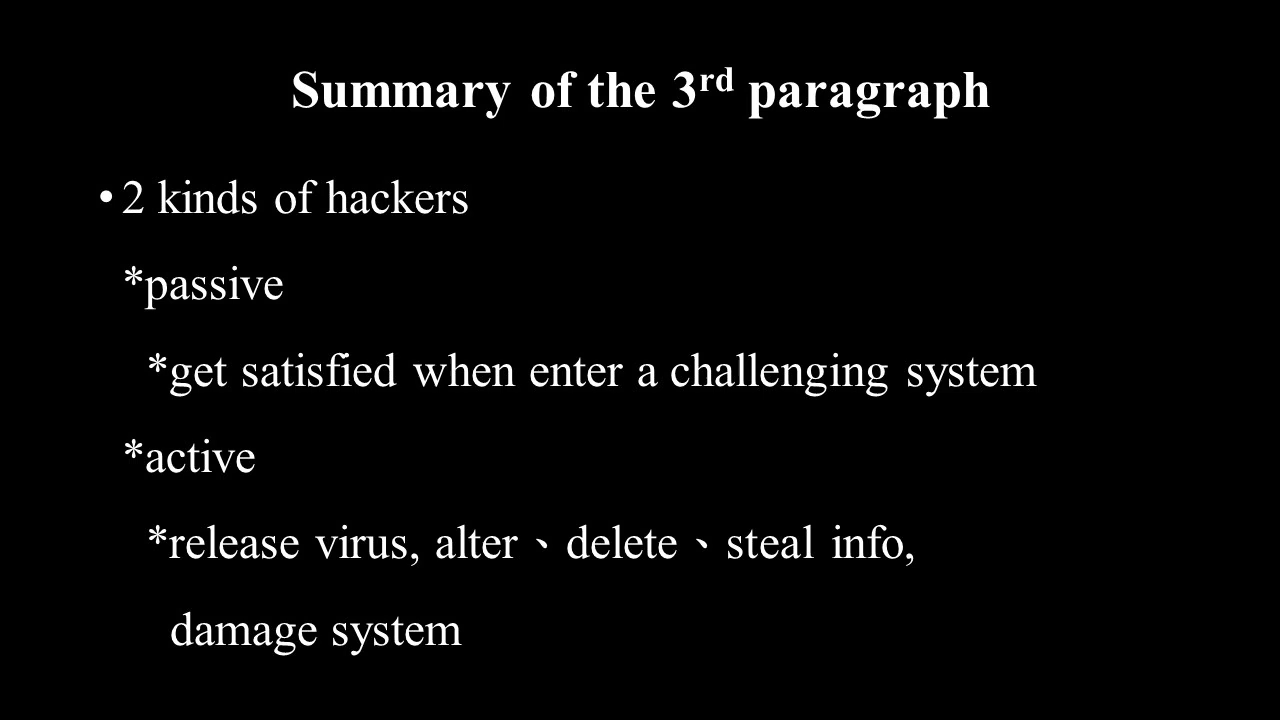 Summary of the 3rd paragraph
•2 kinds of hackers
*passive
*get satisfied when enter a challenging system
*active
*release virus, alter、delete、steal info,
damage system